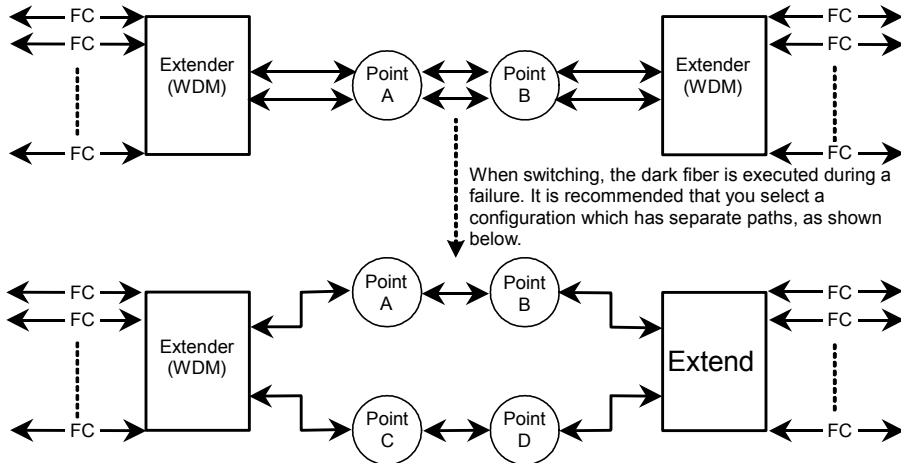 FC
FC
FC
Extender
(WDM)
Point
A
Point
B
Extender
(WDM)
FC
FC
FC
When switching, the dark fiber is executed during a
failure. It is recommended that you select a
configuration which has separate paths, as shown
below.
FC
FC
FC
Extender
(WDM)
Point
A
Point
B
Point
C
Point
D
Extend
FC
FC
FC